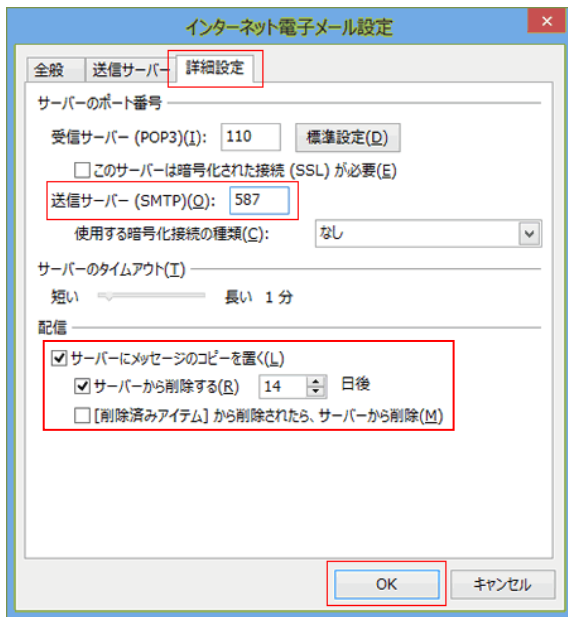 インターネット電子メール設定
全般 送信サーバー 詳細設定
サーバーのポート番号
受信サーバー (POP3)(I): 110 標準設定(D)
このサーバーは暗号化された接続 (SSL) が必要(E)
送信サーバー (SMTP)(O): 587
使用する暗号化接続の種類(C): なし
サーバーのタイムアウト(T)
短い 長い 1 分
配信
サーバーにメッセージのコピーを置く(L)
サーバーから削除する(R) 14 日後
[削除済みアイテム] から削除されたら、サーバーから削除(M)
OK キャンセル